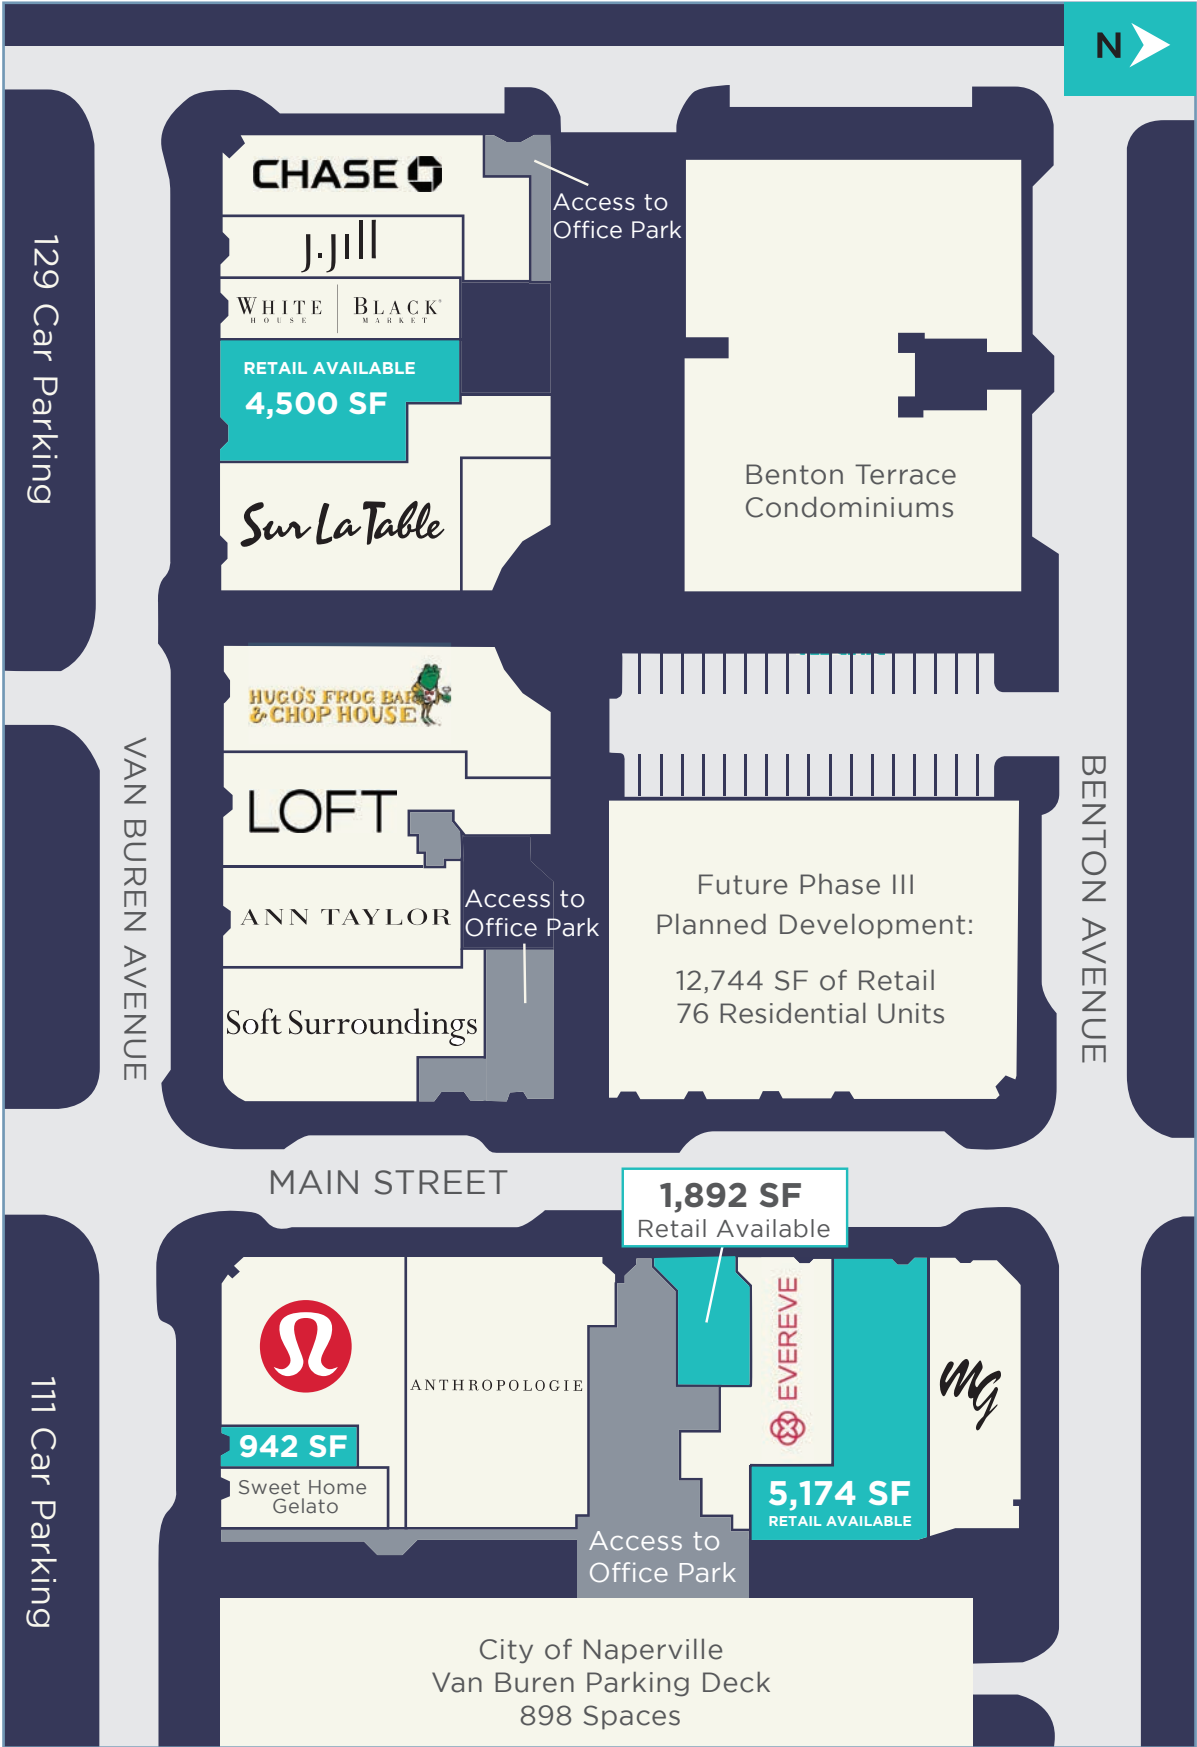 N
CHASE
Access to
Office Park
J.Jill
129 Car Parking
WHITE BLACK
HOUSE MARKET
RETAIL AVAILABLE
4,500 SF
Benton Terrace
Condominiums
Sur La Table
HUGO'S FROG BAR
& CHOP HOUSE
VAN BUREN AVENUE
BENTON AVENUE
LOFT
Access to
Office Park
ANN TAYLOR
Future Phase III
Planned Development:
12,744 SF of Retail
76 Residential Units
Soft Surroundings
MAIN STREET
1,892 SF
Retail Available
EVEREVE
ANTHROPOLOGIE
mg
111 Car Parking
942 SF
Sweet Home
Gelato
5,174 SF
RETAIL AVAILABLE
Access to
Office Park
City of Naperville
Van Buren Parking Deck
898 Spaces